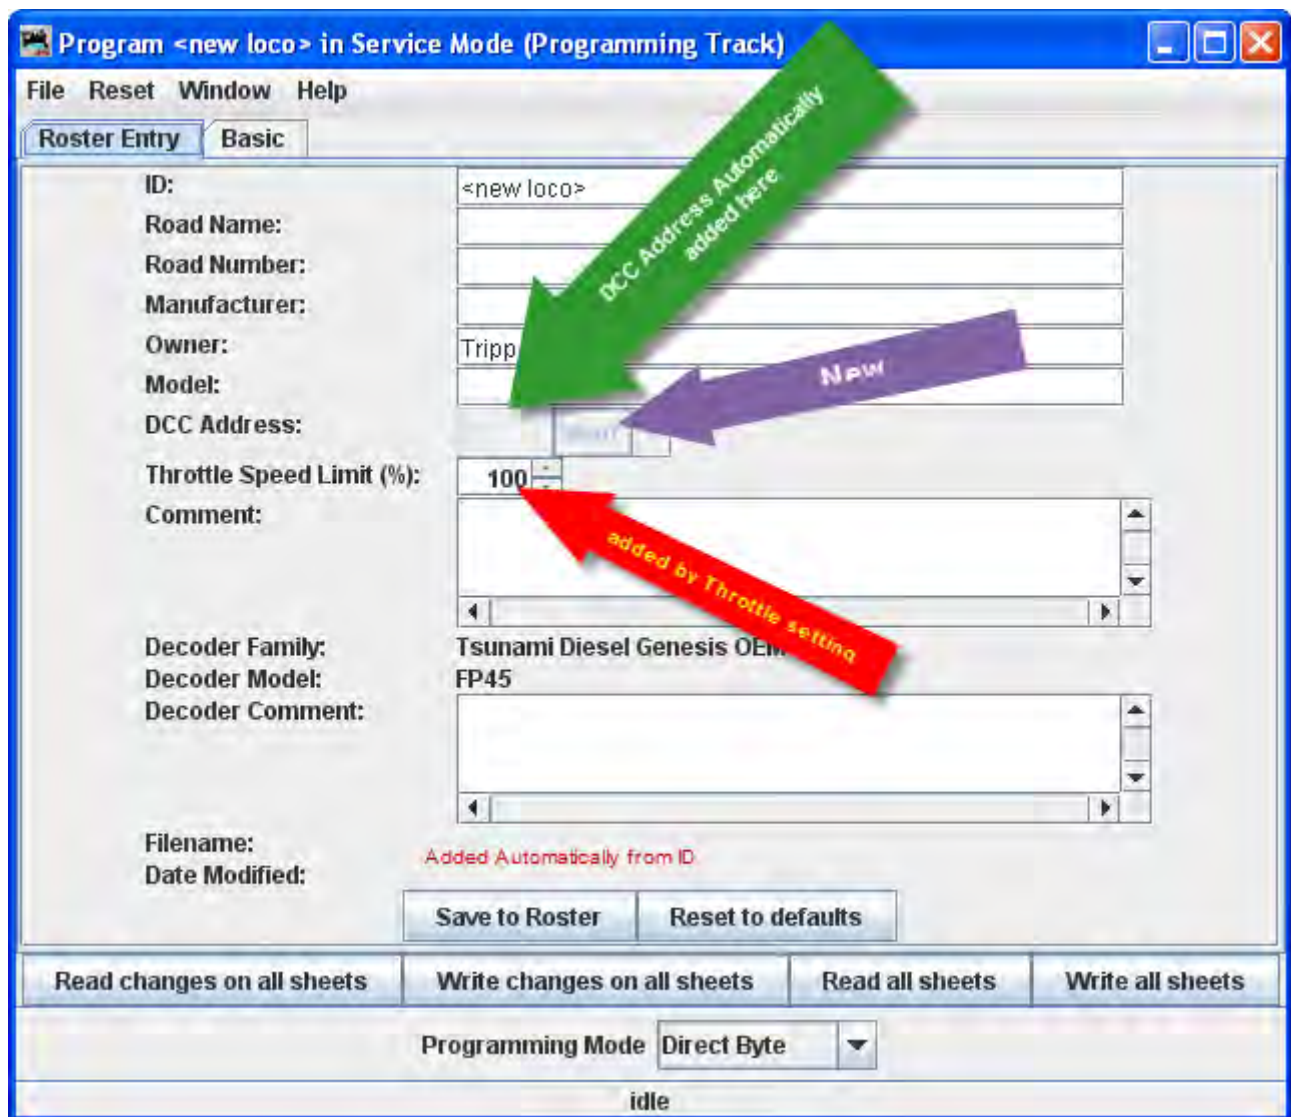 Program <new loco> in Service Mode (Programming Track)
File Reset Window Help
Roster Entry Basic
ID: <new loco>
Road Name:
Road Number:
Manufacturer:
Owner: Tripp
Model:
DCC Address:
DCC Address Automatically
added here
New
Throttle Speed Limit (%): 100
added by Throttle setting
Comment:
Decoder Family: Tsunami Diesel Genesis OEM
Decoder Model: FP45
Decoder Comment:
Filename:
Added Automatically from ID
Date Modified:
Save to Roster Reset to defaults
Read changes on all sheets Write changes on all sheets Read all sheets Write all sheets
Programming Mode Direct Byte
idle